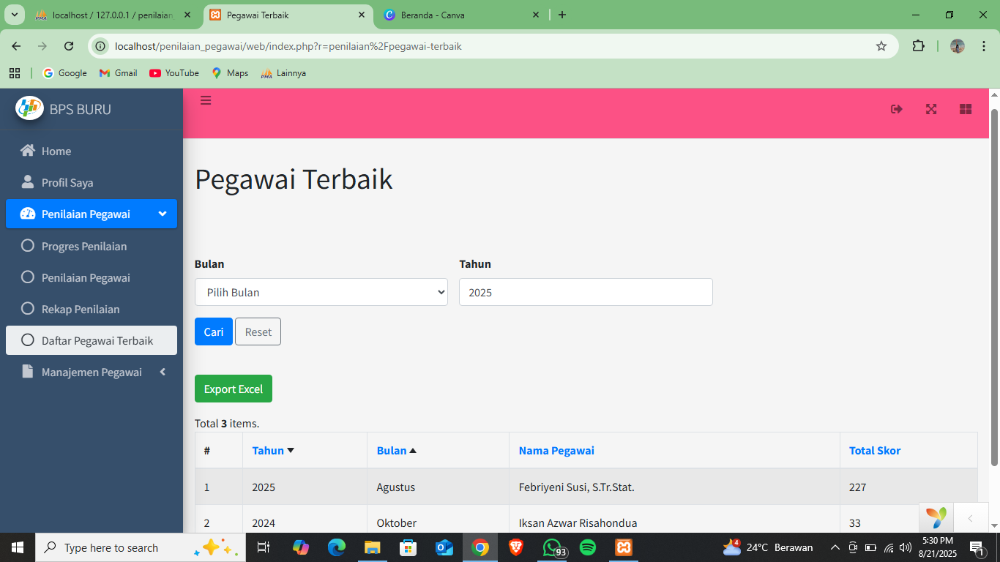 localhost / 127.0.0.1 / penilaian
Pegawai Terbaik
Beranda - Canva
localhost/penilaian_pegawai/web/index.php?r=penilaian%2Fpegawai-terbaik
Google
Gmail
YouTube
Maps
Lainnya
BPS BURU
Home
Profil Saya
Penilaian Pegawai
Progres Penilaian
Penilaian Pegawai
Rekap Penilaian
Daftar Pegawai Terbaik
Manajemen Pegawai
Pegawai Terbaik
Bulan Tahun
Pilih Bulan 2025
Cari Reset
Export Excel
Total 3 items.
# Tahun Bulan Nama Pegawai Total Skor
1 2025 Agustus Febriyeni Susi, S.Tr.Stat. 227
2 2024 Oktober Iksan Azwar Risahondua 33
Type here to search
93
4
24°C Berawan
5:30 PM
8/21/2025
1